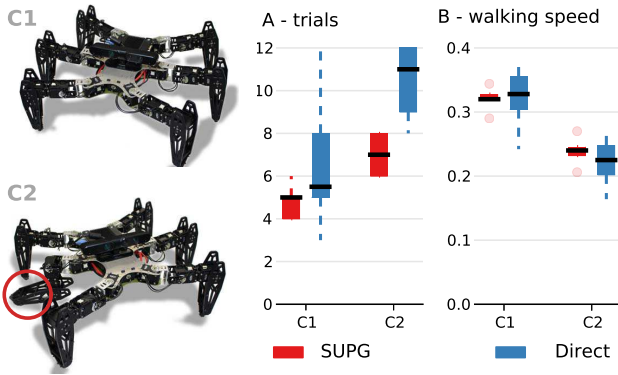 C1
C2
A - trials
12
10
8
6
4
2
0
C1
C2
B - walking speed
0.4
0.3
0.2
0.1
0.0
C1
C2
SUPG
Direct